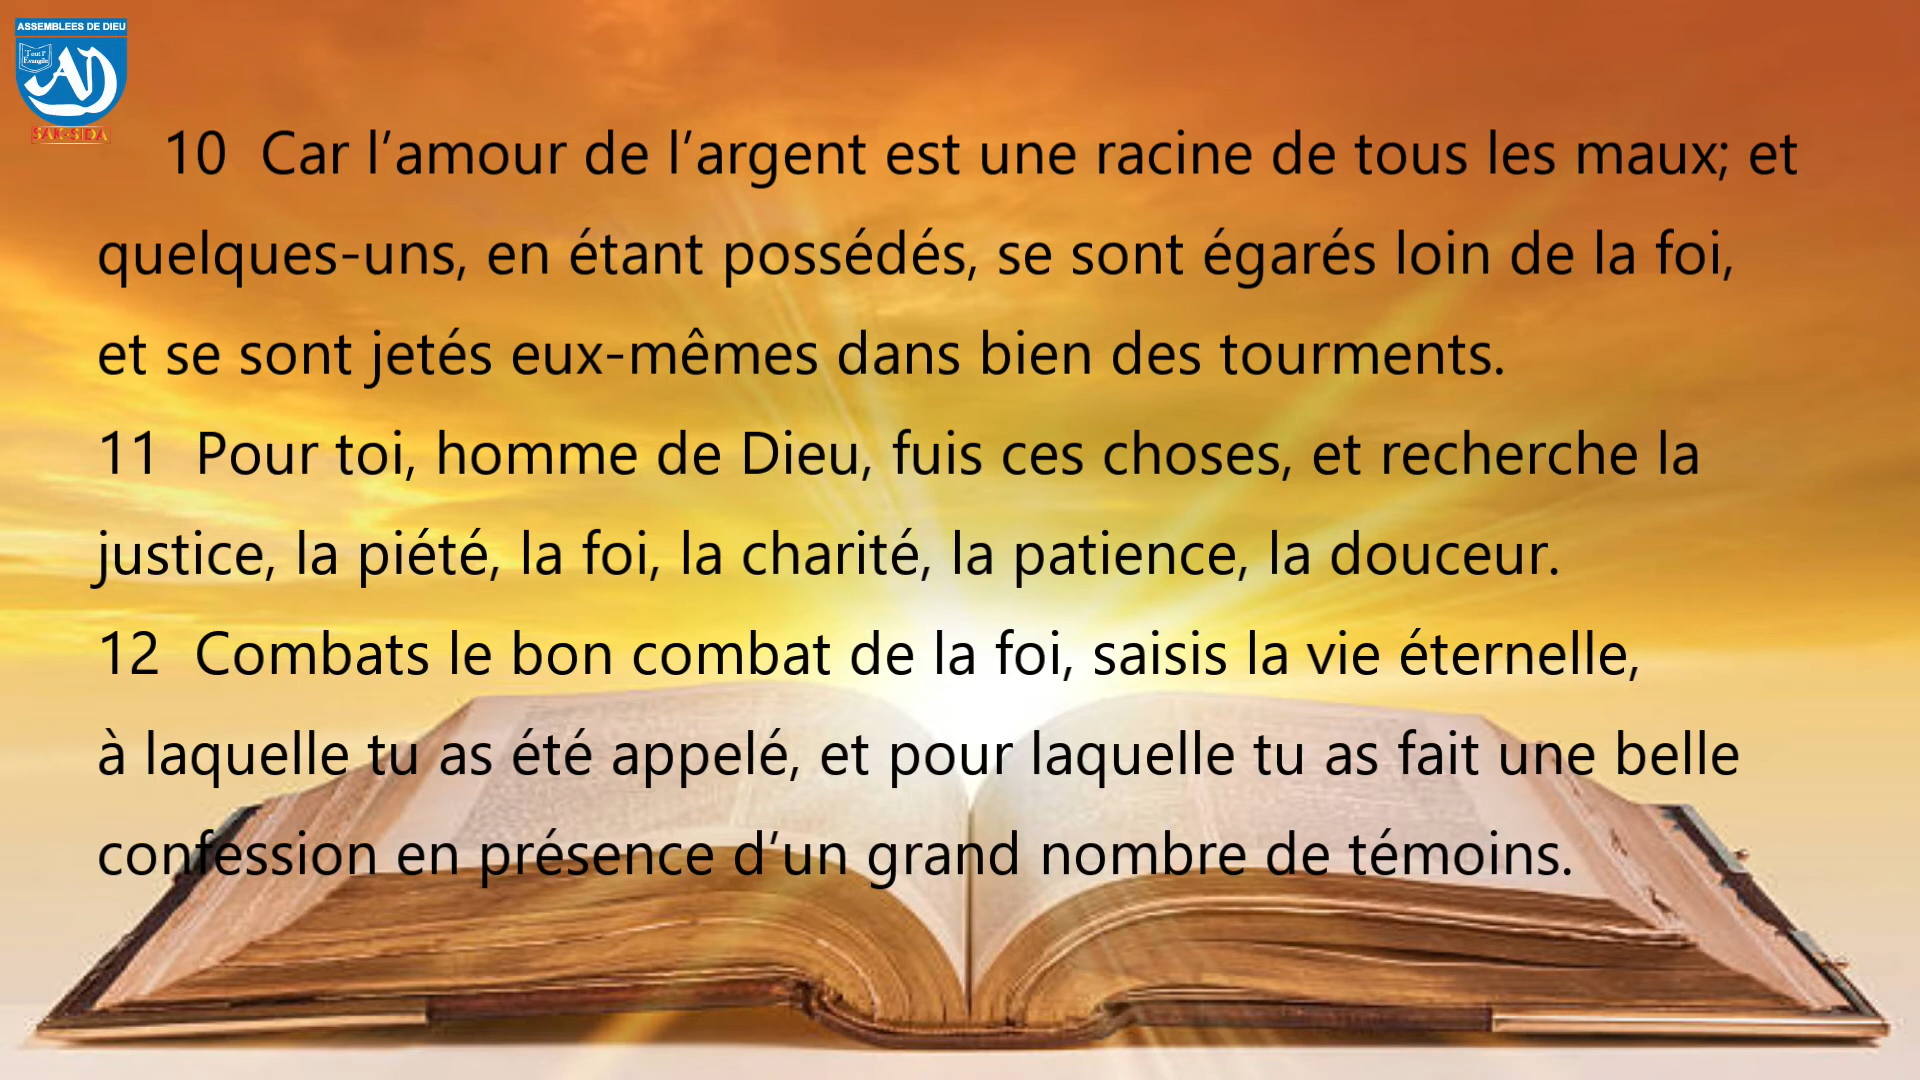 ASSEMBLEES DE DIEU
Tout l'
Évangile
AD
SAKSIDA
10 Car l’amour de l’argent est une racine de tous les maux; et
quelques-uns, en étant possédés, se sont égarés loin de la foi,
et se sont jetés eux-mêmes dans bien des tourments.
11 Pour toi, homme de Dieu, fuis ces choses, et recherche la
justice, la piété, la foi, la charité, la patience, la douceur.
12 Combats le bon combat de la foi, saisis la vie éternelle,
à laquelle tu as été appelé, et pour laquelle tu as fait une belle
confession en présence d’un grand nombre de témoins.